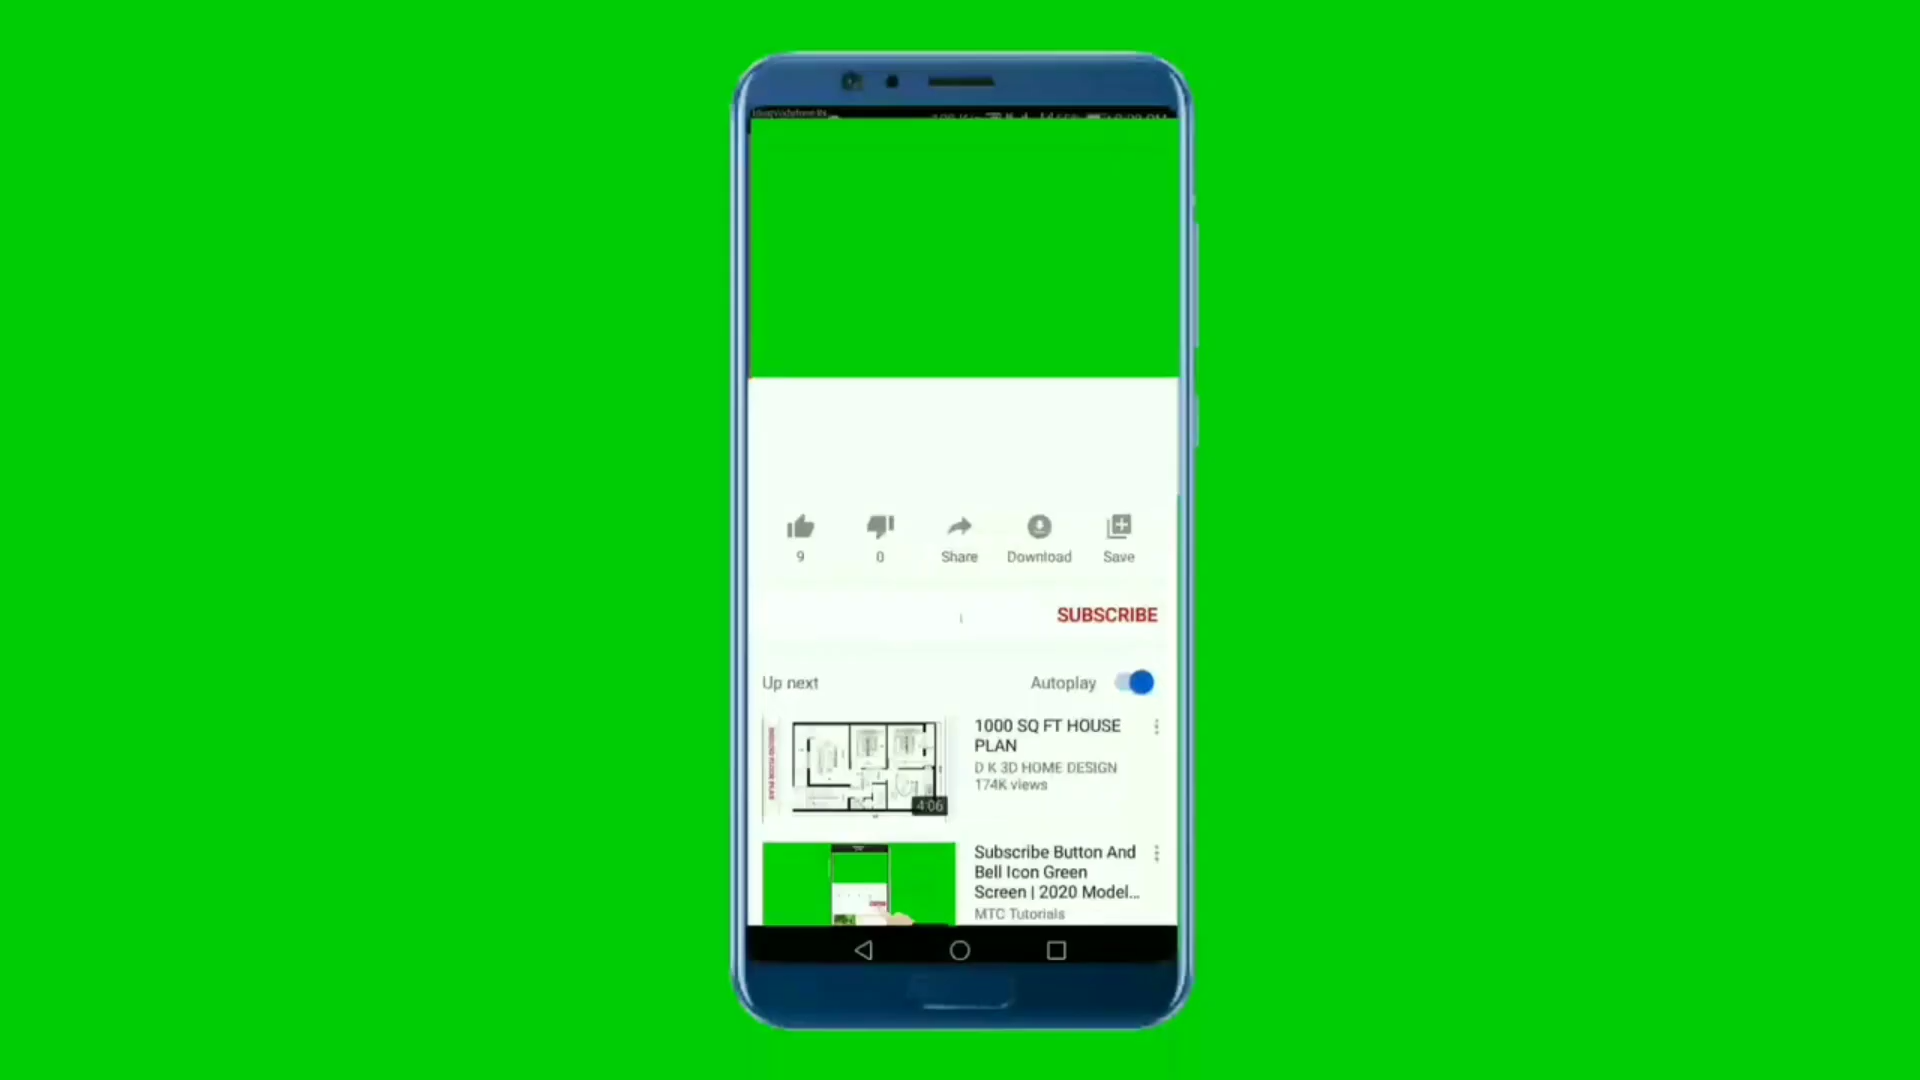 9
0
Share
Download
Save
SUBSCRIBE
Up next
Autoplay
1000 SQ FT HOUSE
PLAN
D K 3D HOME DESIGN
174K views
4:06
Subscribe Button And
Bell Icon Green
Screen | 2020 Model...
MTC Tutorials